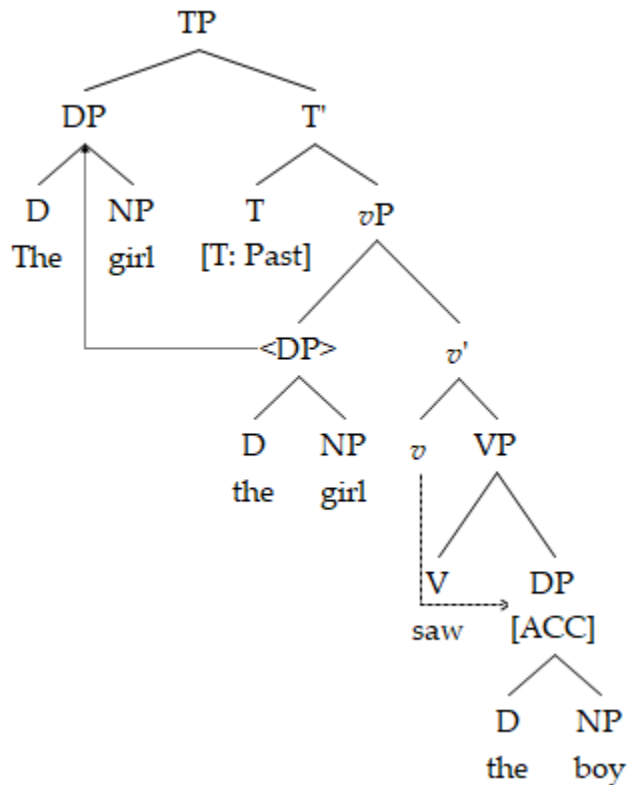 TP
DP T'
D NP T vP
The girl [T: Past]
<DP> v'
D NP v VP
the girl
V DP
saw [ACC]
D NP
the boy